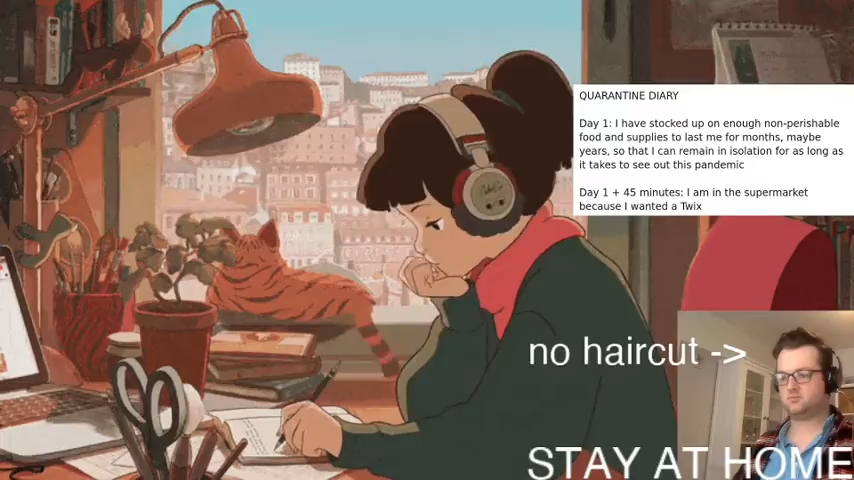 QUARANTINE DIARY
Day 1: I have stocked up on enough non-perishable
food and supplies to last me for months, maybe
years, so that I can remain in isolation for as long as
it takes to see out this pandemic
Day 1 + 45 minutes: I am in the supermarket
because I wanted a Twix
no haircut ->
STAY AT HOME